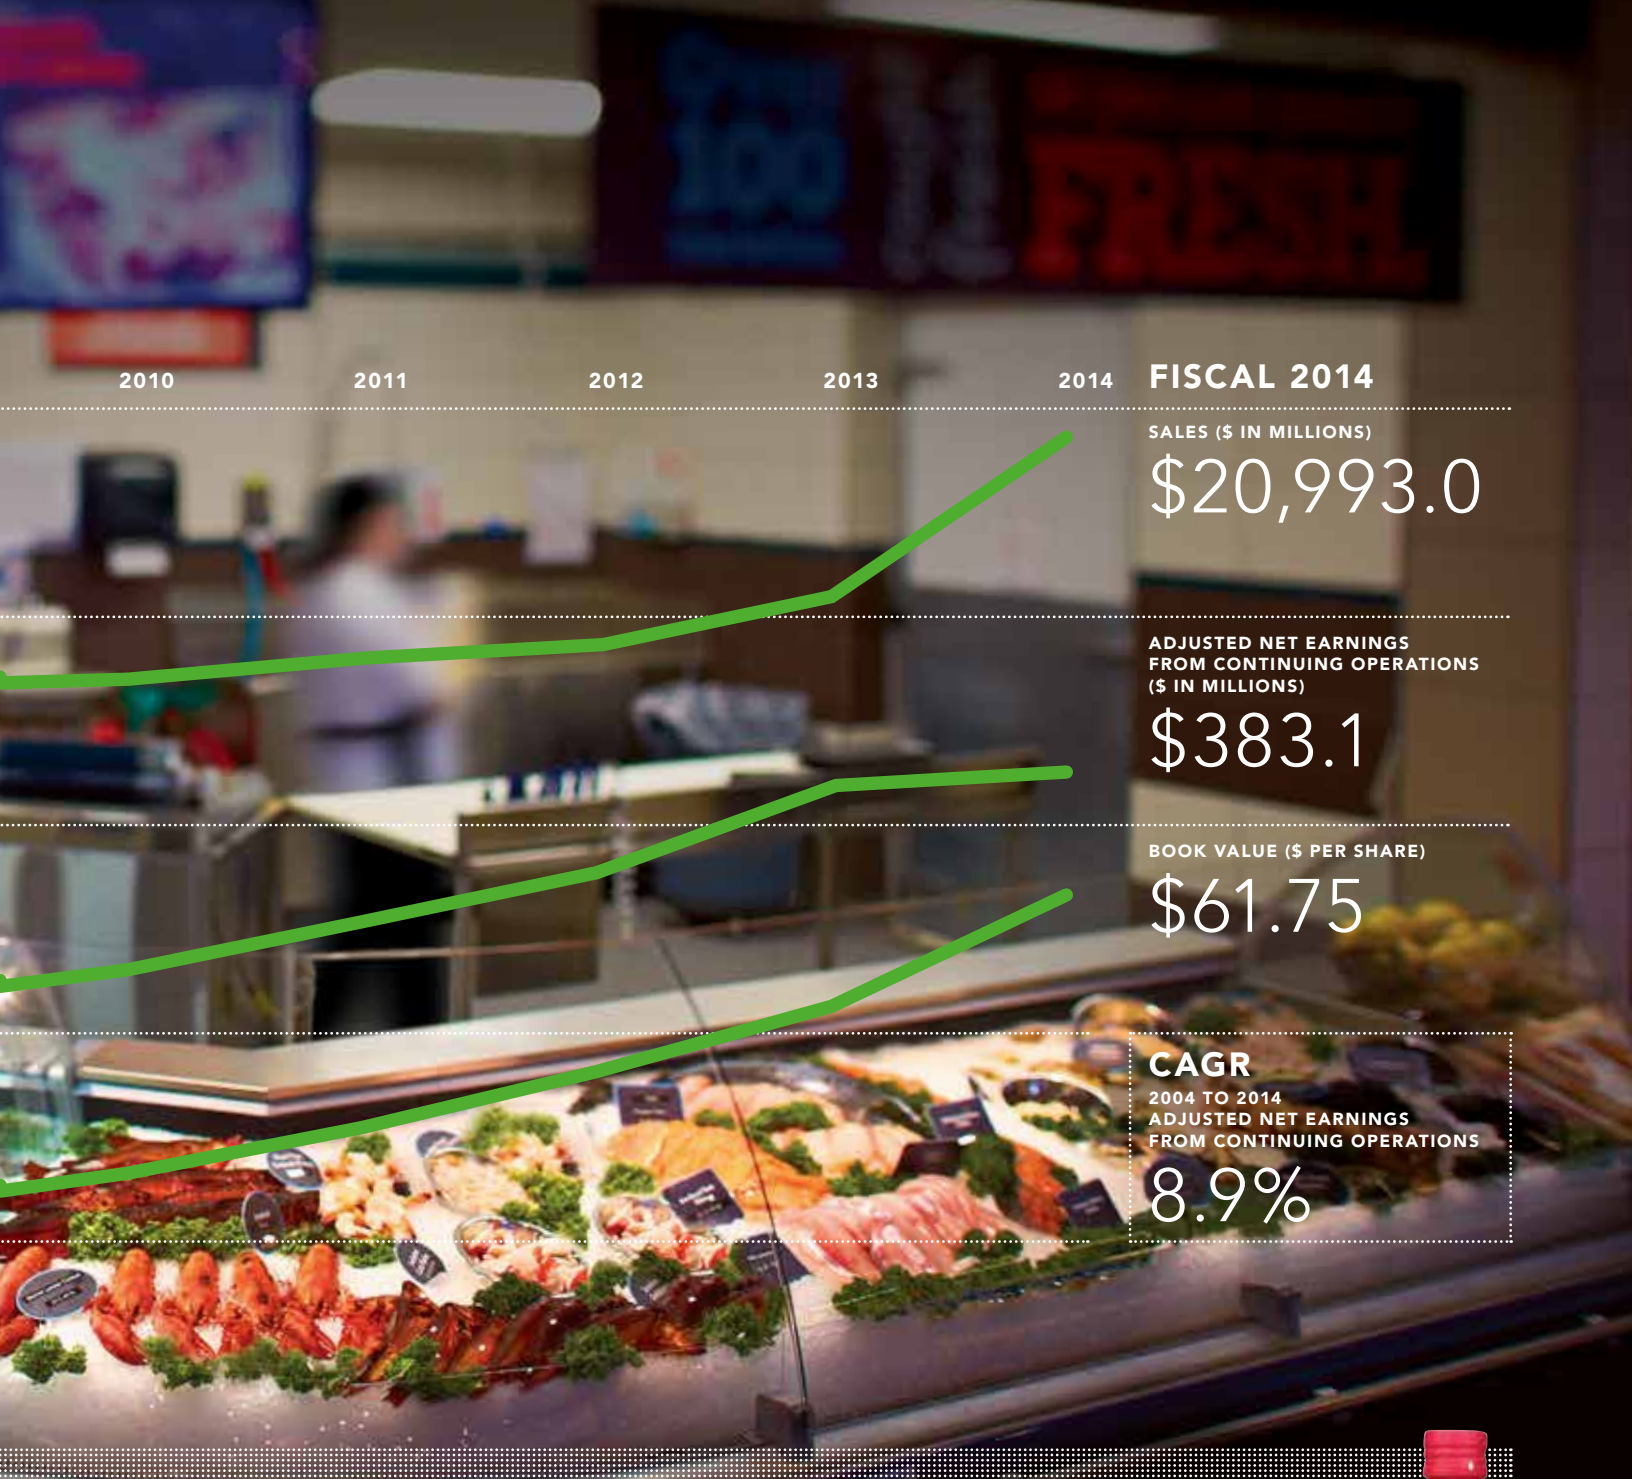 100
FRESH
2010 2011 2012 2013 2014
FISCAL 2014
SALES ($ IN MILLIONS)
$20,993.0
ADJUSTED NET EARNINGS
FROM CONTINUING OPERATIONS
($ IN MILLIONS)
$383.1
BOOK VALUE ($ PER SHARE)
$61.75
CAGR
2004 TO 2014
ADJUSTED NET EARNINGS
FROM CONTINUING OPERATIONS
8.9%